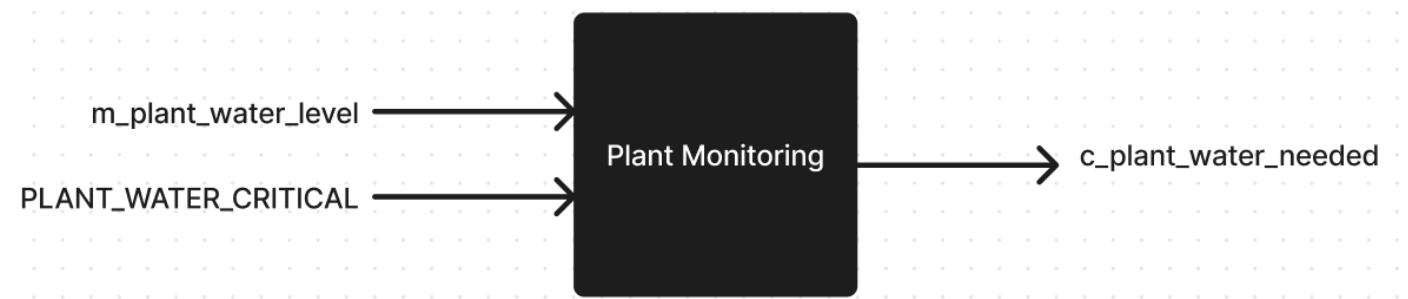 m_plant_water_level
PLANT_WATER_CRITICAL
Plant Monitoring
c_plant_water_needed